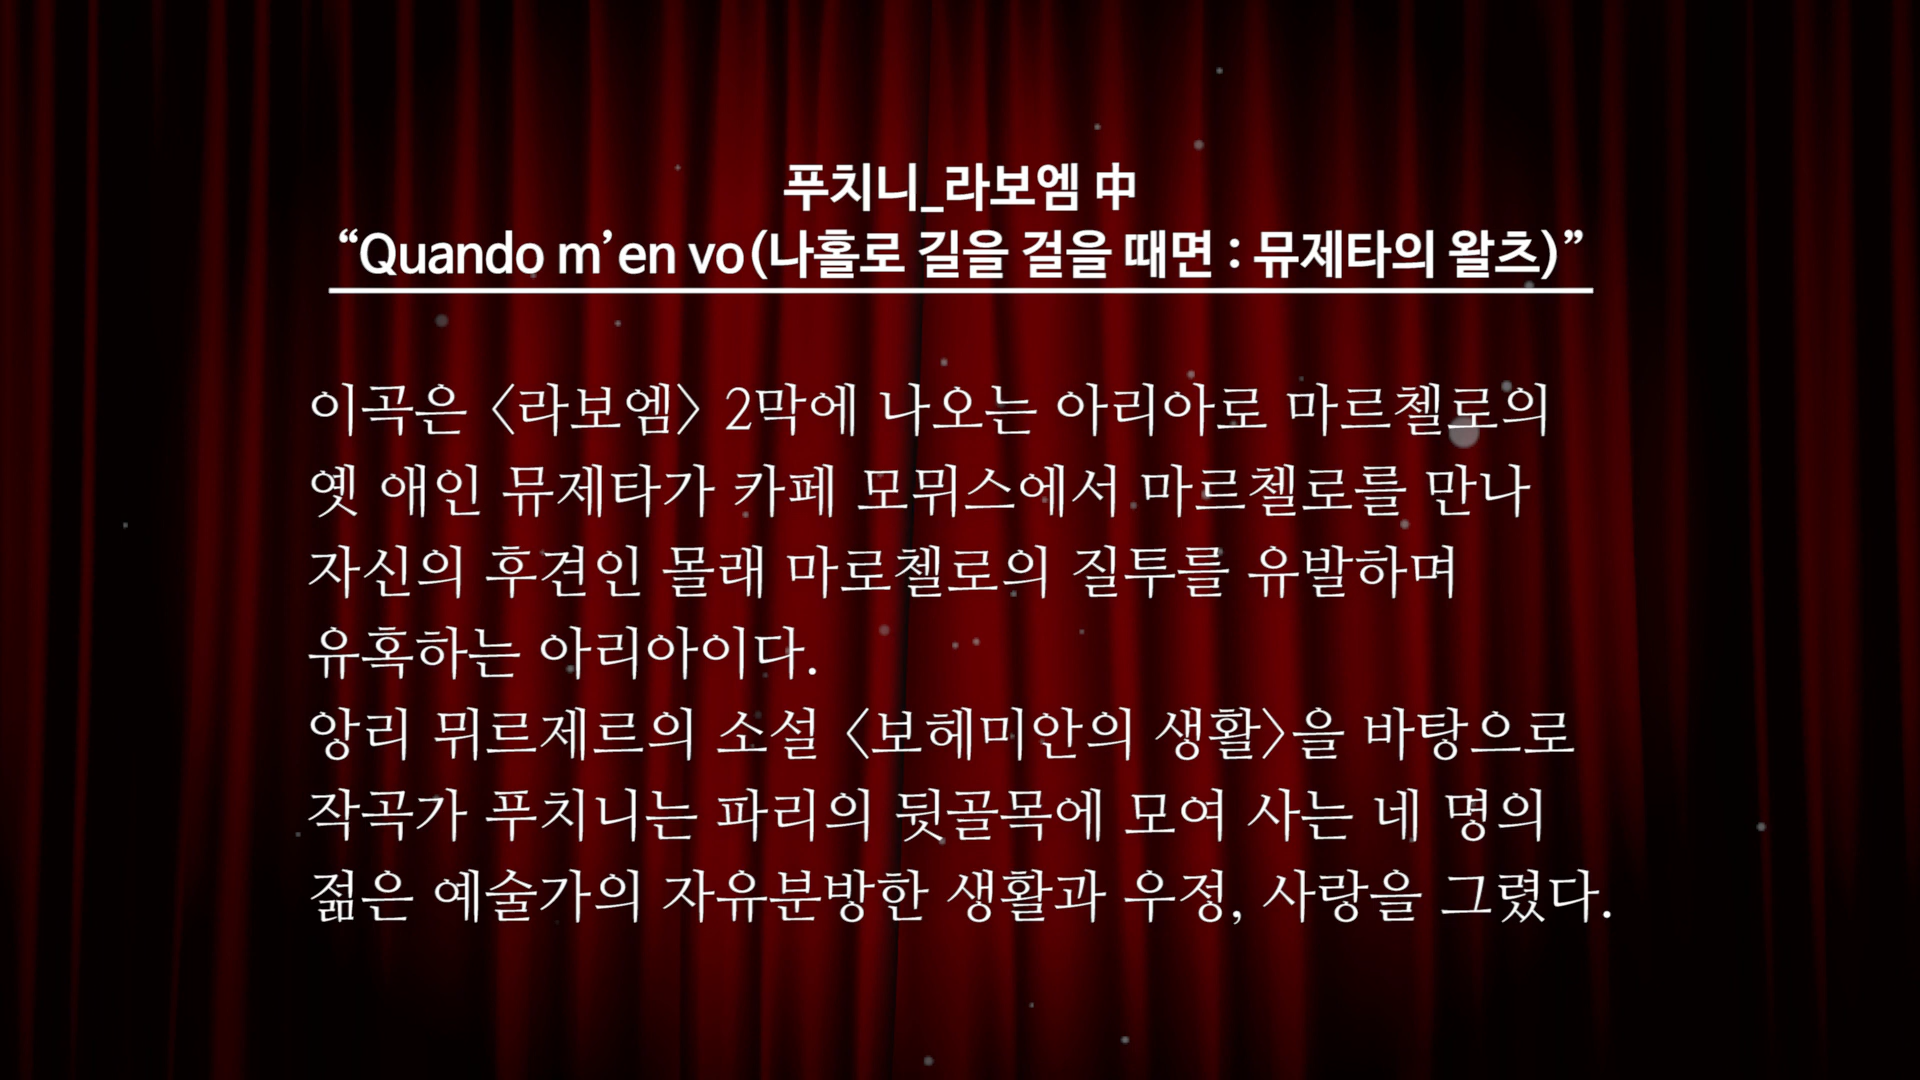 푸치니_라보엠 中
“Quando m’en vo(나홀로 길을 걸을 때면 : 뮤제타의 왈츠)”
이곡은 〈라보엠〉 2막에 나오는 아리아로 마르첼로의
옛 애인 뮤제타가 카페 모뮈스에서 마르첼로를 만나
자신의 후견인 몰래 마로첼로의 질투를 유발하며
유혹하는 아리아이다.
앙리 뮈르제르의 소설 〈보헤미안의 생활〉을 바탕으로
작곡가 푸치니는 파리의 뒷골목에 모여 사는 네 명의
젊은 예술가의 자유분방한 생활과 우정, 사랑을 그렸다.